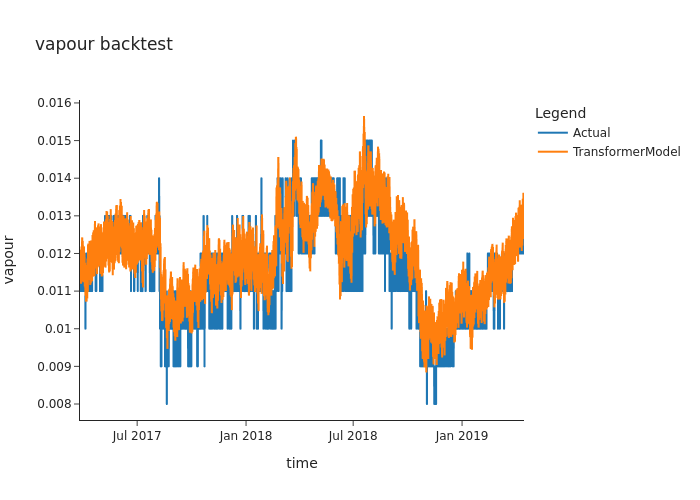 vapour backtest
Legend
Actual
TransformerModel
vapour
0.016
0.015
0.014
0.013
0.012
0.011
0.01
0.009
0.008
Jul 2017
Jan 2018
Jul 2018
Jan 2019
time